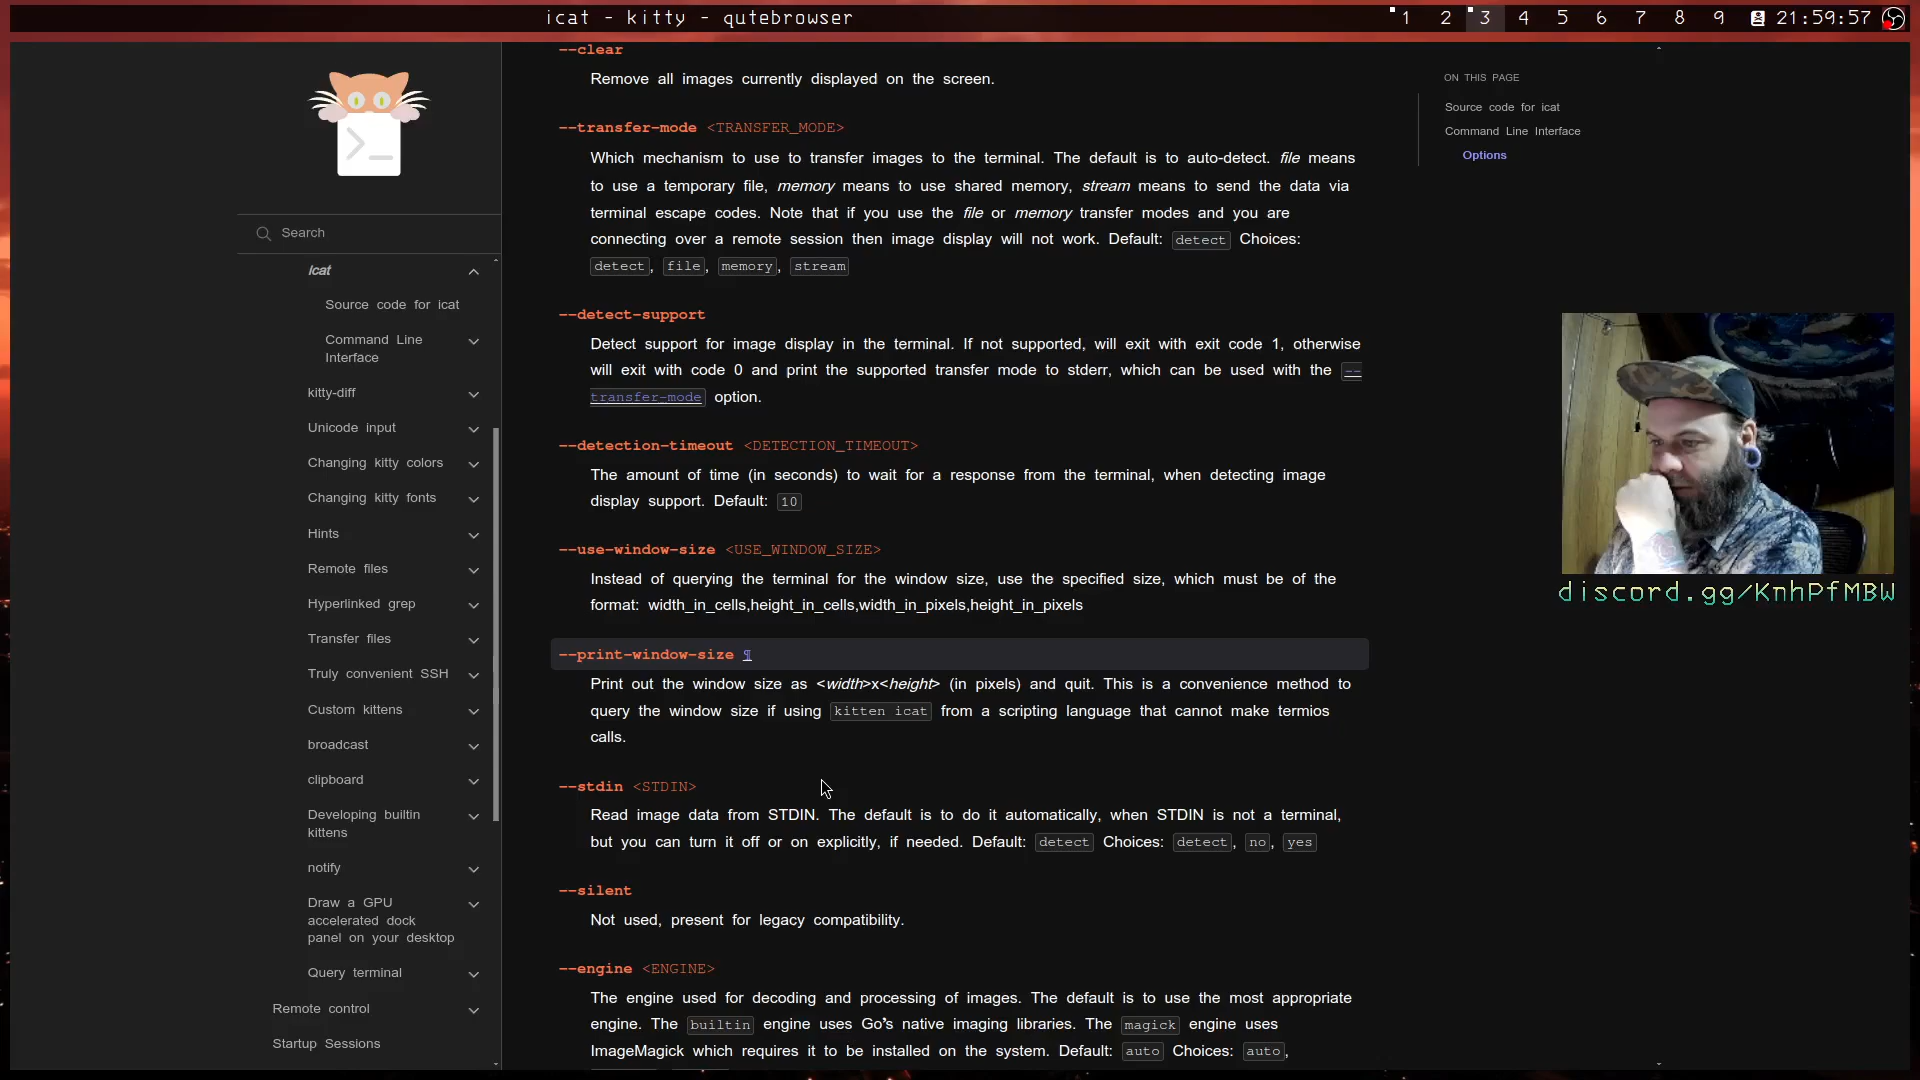 icat - kitty - qutebrowser
1 2 3 4 5 6 7 8 9 21:59:57
Search
Icat
Source code for icat
Command Line
Interface
kitty-diff
Unicode input
Changing kitty colors
Changing kitty fonts
Hints
Remote files
Hyperlinked grep
Transfer files
Truly convenient SSH
Custom kittens
broadcast
clipboard
Developing builtin
kittens
notify
Draw a GPU
accelerated dock
panel on your desktop
Query terminal
Remote control
Startup Sessions
--clear
Remove all images currently displayed on the screen.
--transfer-mode <TRANSFER_MODE>
Which mechanism to use to transfer images to the terminal. The default is to auto-detect. file means
to use a temporary file, memory means to use shared memory, stream means to send the data via
terminal escape codes. Note that if you use the file or memory transfer modes and you are
connecting over a remote session then image display will not work. Default: detect Choices:
detect, file, memory, stream
--detect-support
Detect support for image display in the terminal. If not supported, will exit with exit code 1, otherwise
will exit with code 0 and print the supported transfer mode to stderr, which can be used with the --
transfer-mode option.
--detection-timeout <DETECTION_TIMEOUT>
The amount of time (in seconds) to wait for a response from the terminal, when detecting image
display support. Default: 10
--use-window-size <USE_WINDOW_SIZE>
Instead of querying the terminal for the window size, use the specified size, which must be of the
format: width_in_cells,height_in_cells,width_in_pixels,height_in_pixels
--print-window-size ¶
Print out the window size as <width>x<height> (in pixels) and quit. This is a convenience method to
query the window size if using kitten icat from a scripting language that cannot make termios
calls.
--stdin <STDIN>
Read image data from STDIN. The default is to do it automatically, when STDIN is not a terminal,
but you can turn it off or on explicitly, if needed. Default: detect Choices: detect, no, yes
--silent
Not used, present for legacy compatibility.
--engine <ENGINE>
The engine used for decoding and processing of images. The default is to use the most appropriate
engine. The builtin engine uses Go's native imaging libraries. The magick engine uses
ImageMagick which requires it to be installed on the system. Default: auto Choices: auto,
ON THIS PAGE
Source code for icat
Command Line Interface
Options
discord.gg/KnhPfMBW